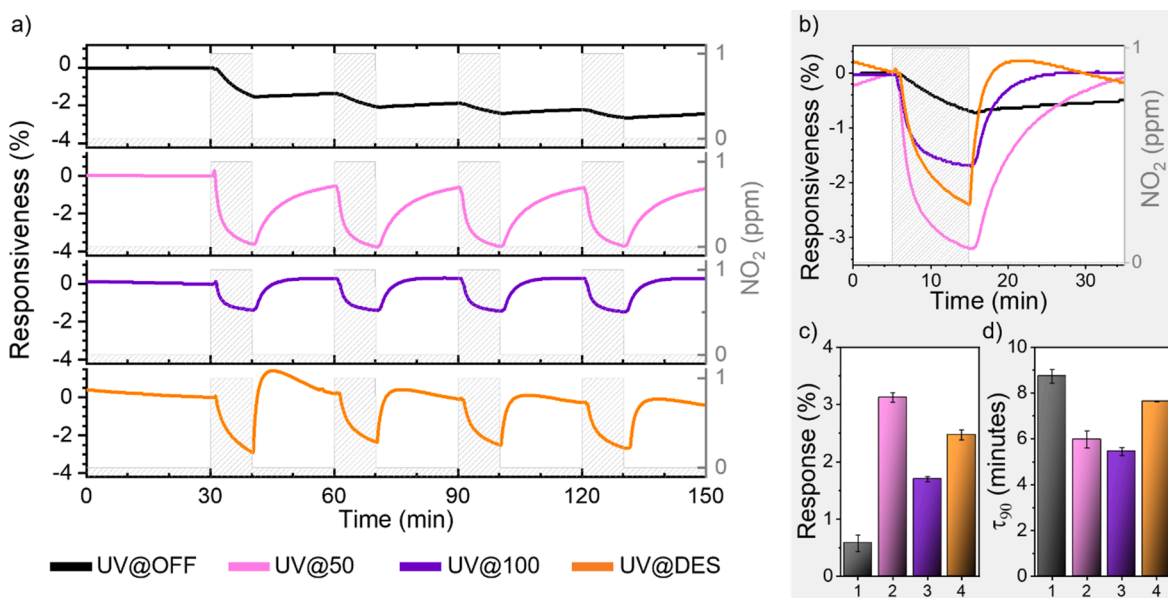 a)
Responsiveness (%)
0
-2
-4
0
-2
-4
0
-2
-4
0
-2
-4
1
0
1
0
1
0
1
0
NO₂ (ppm)
0 30 60 90 120 150
Time (min)
UV@OFF UV@50 UV@100 UV@DES
b)
Responsiveness (%)
0
-1
-2
-3
1
0
NO₂ (ppm)
0 10 20 30
Time (min)
c)
Response (%)
4
3
2
1
0
1 2 3 4
d)
τ₉₀ (minutes)
10
8
6
4
2
0
1 2 3 4